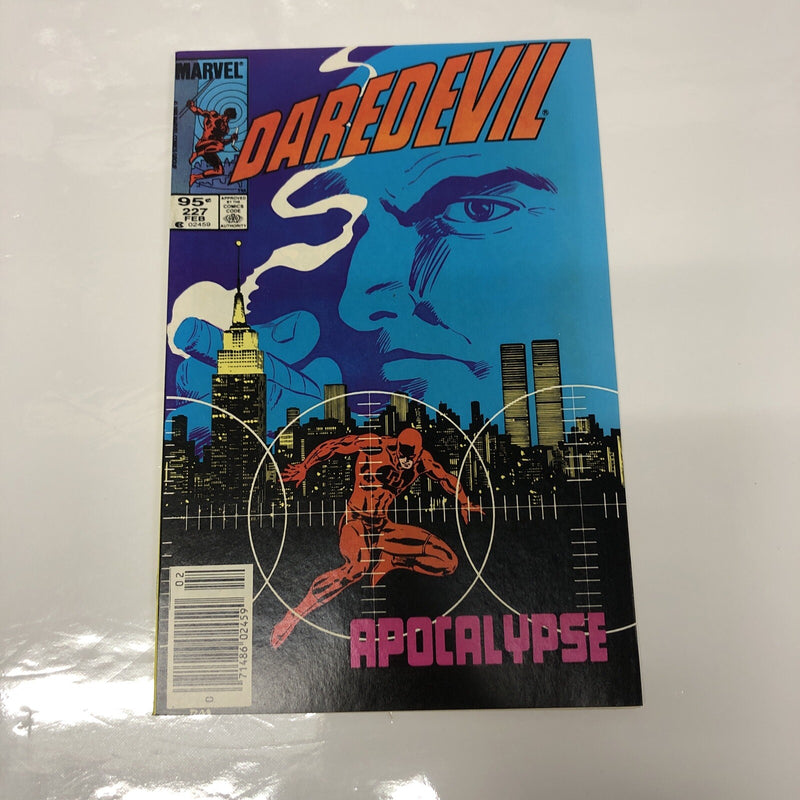 MARVEL®
DAREDEVIL®
95¢
227
FEB
02459
APPROVED
BY THE
COMICS
CODE
AUTHORITY
02
0 71486 02459
APOCALYPSE